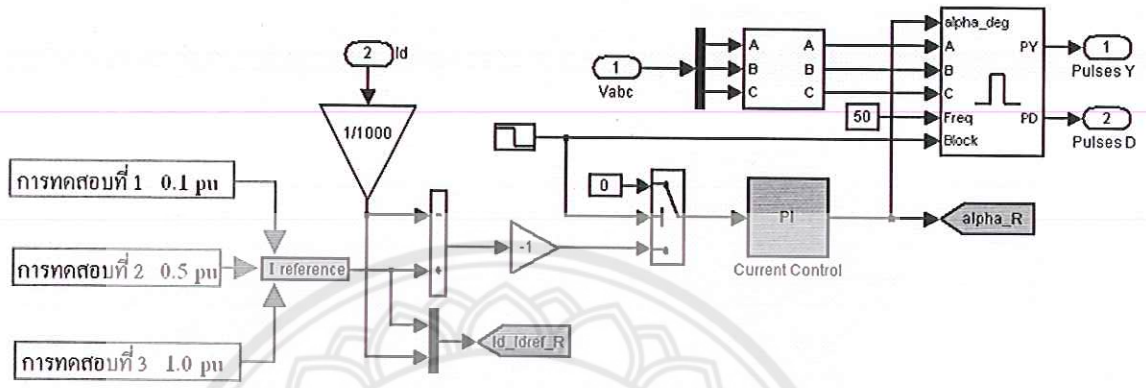 2
Id
1/1000
1
Vabc
A
B
C
A
B
C
alpha_deg
A
B
C
Freq
Block
PY
PD
1
Pulses Y
2
Pulses D
50
0
การทดสอบที่ 1 0.1 pu
การทดสอบที่ 2 0.5 pu
การทดสอบที่ 3 1.0 pu
I reference
-
+
-1
PI
Current Control
alpha_R
Id_Idref_R